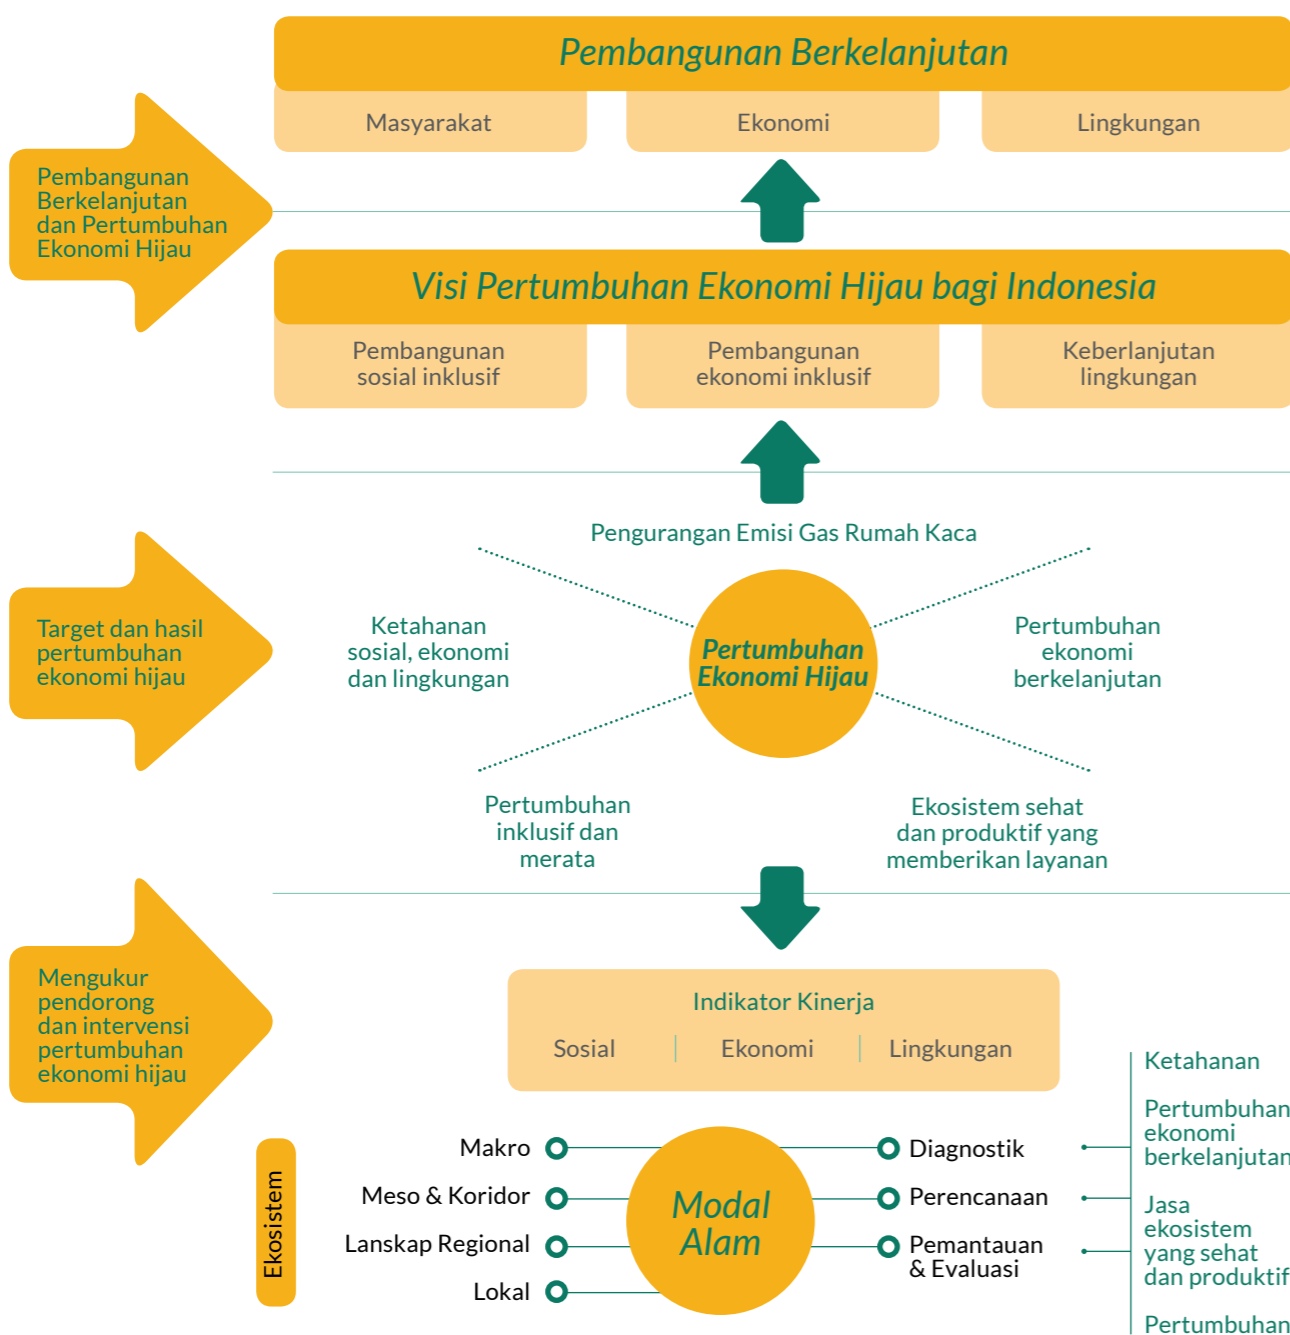 Pembangunan Berkelanjutan
Masyarakat
Ekonomi
Lingkungan
Pembangunan
Berkelanjutan
dan Pertumbuhan
Ekonomi Hijau
Visi Pertumbuhan Ekonomi Hijau bagi Indonesia
Pembangunan
sosial inklusif
Pembangunan
ekonomi inklusif
Keberlanjutan
lingkungan
Target dan hasil
pertumbuhan
ekonomi hijau
Pengurangan Emisi Gas Rumah Kaca
Ketahanan
sosial, ekonomi
dan lingkungan
Pertumbuhan
Ekonomi Hijau
Pertumbuhan
ekonomi
berkelanjutan
Pertumbuhan
inklusif dan
merata
Ekosistem sehat
dan produktif yang
memberikan layanan
Mengukur
pendorong
dan intervensi
pertumbuhan
ekonomi hijau
Indikator Kinerja
Sosial
Ekonomi
Lingkungan
Ekosistem
Makro
Meso & Koridor
Lanskap Regional
Lokal
Modal
Alam
Diagnostik
Perencanaan
Pemantauan
& Evaluasi
Ketahanan
Pertumbuhan
ekonomi
berkelanjutan
Jasa
ekosistem
yang sehat
dan produktif
Pertumbuhan